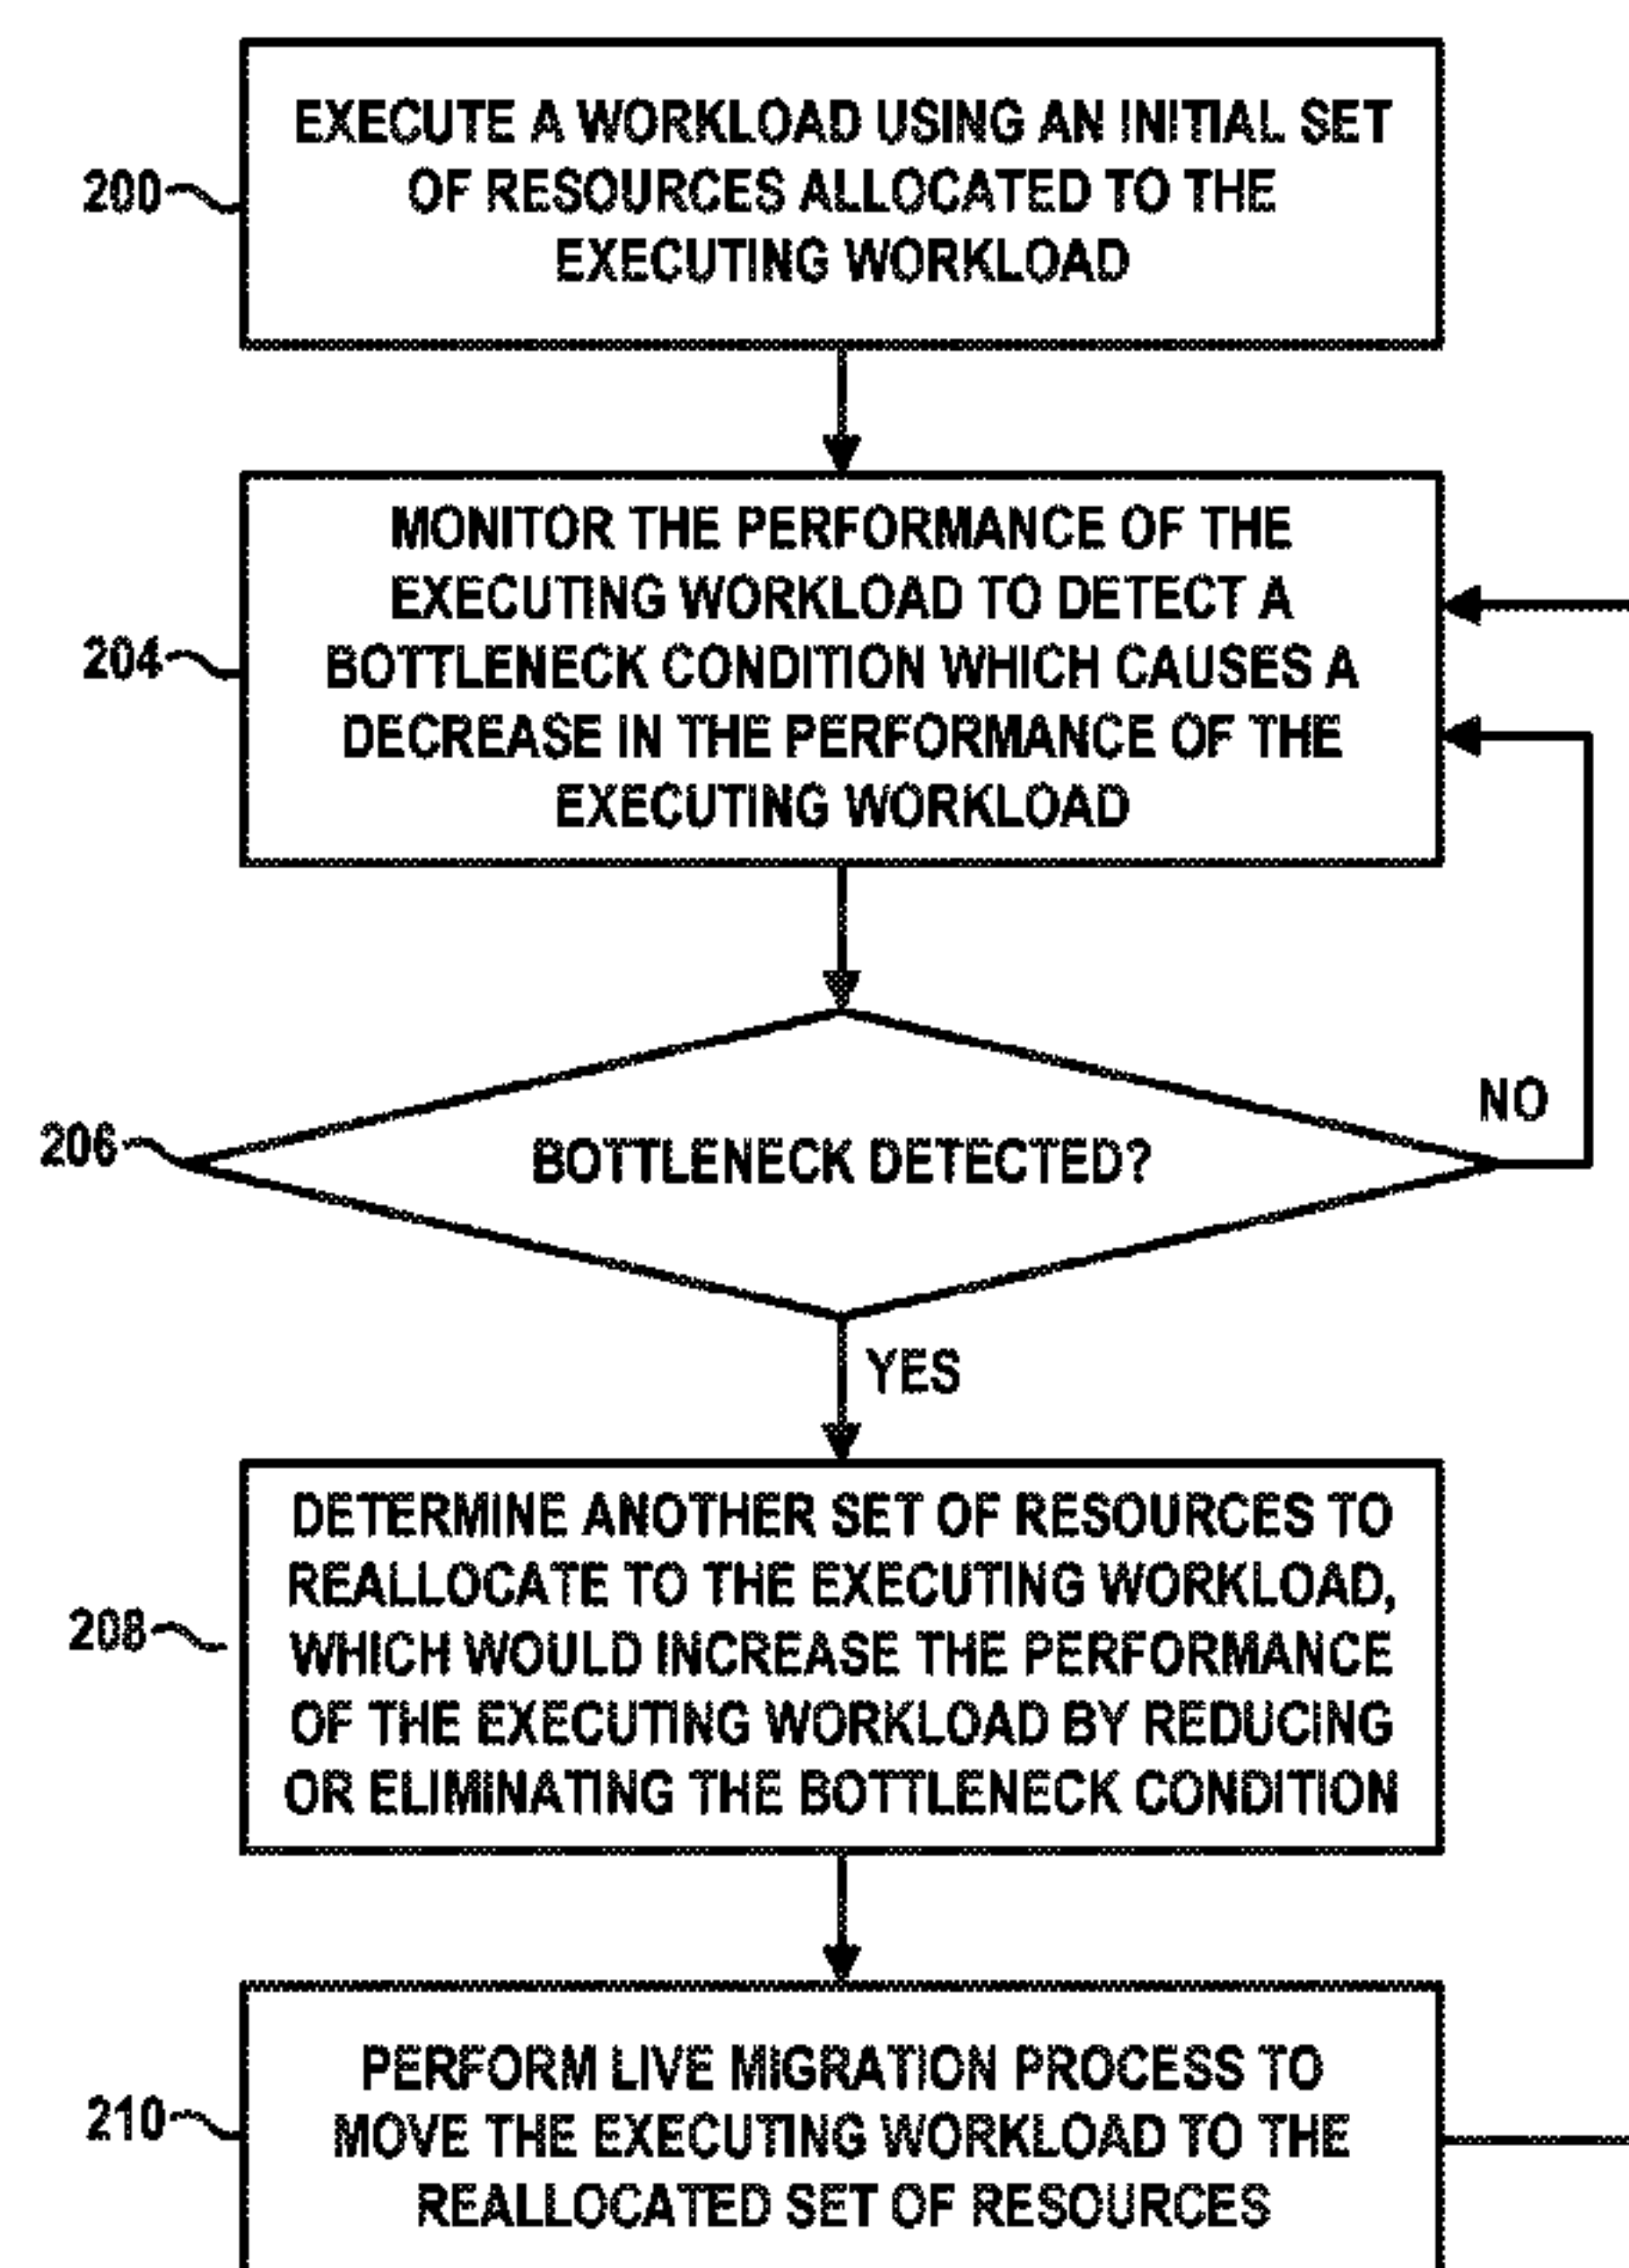 EXECUTE A WORKLOAD USING AN INITIAL SET
OF RESOURCES ALLOCATED TO THE
EXECUTING WORKLOAD
200
MONITOR THE PERFORMANCE OF THE
EXECUTING WORKLOAD TO DETECT A
BOTTLENECK CONDITION WHICH CAUSES A
DECREASE IN THE PERFORMANCE OF THE
EXECUTING WORKLOAD
204
NO
206
BOTTLENECK DETECTED?
YES
DETERMINE ANOTHER SET OF RESOURCES TO
REALLOCATE TO THE EXECUTING WORKLOAD,
WHICH WOULD INCREASE THE PERFORMANCE
OF THE EXECUTING WORKLOAD BY REDUCING
OR ELIMINATING THE BOTTLENECK CONDITION
208
PERFORM LIVE MIGRATION PROCESS TO
MOVE THE EXECUTING WORKLOAD TO THE
REALLOCATED SET OF RESOURCES
210